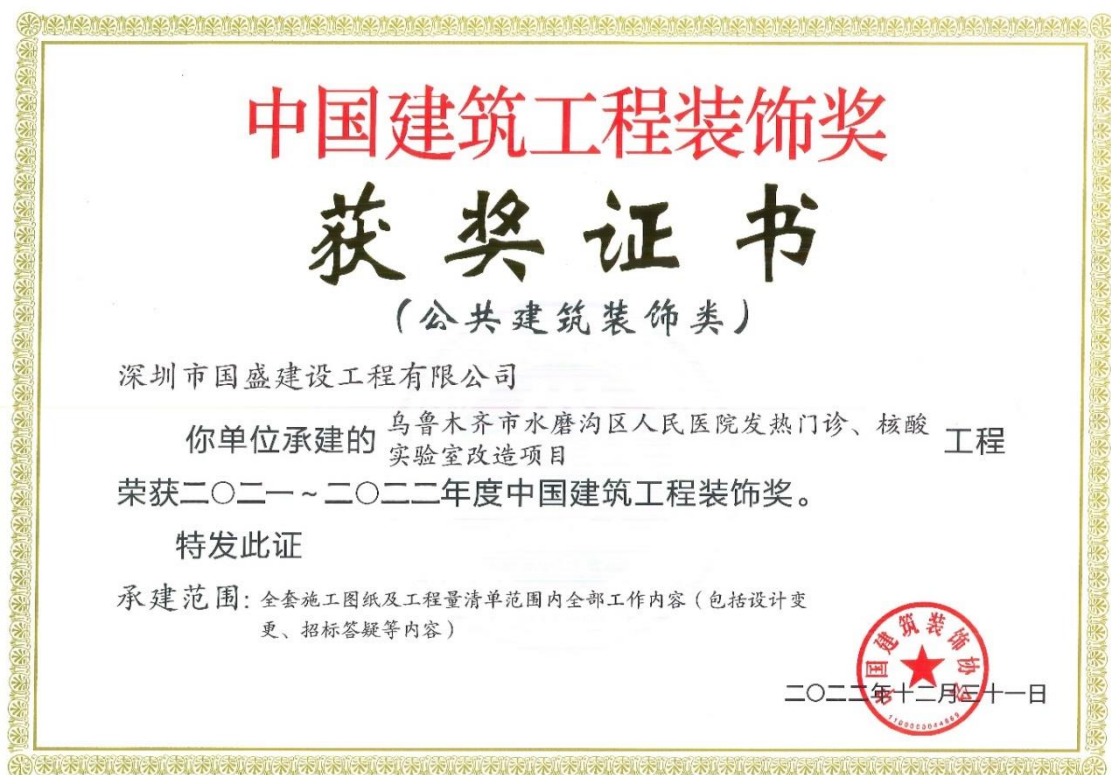 中国建筑工程装饰奖
获奖证书
(公共建筑装饰类)
深圳市国盛建设工程有限公司
你单位承建的 乌鲁木齐市水磨沟区人民医院发热门诊、核酸 工程
实验室改造项目
荣获二〇二一~二〇二二年度中国建筑工程装饰奖。
特发此证
承建范围: 全套施工图纸及工程量清单范围内全部工作内容(包括设计变
更、招标答疑等内容)
中国建筑装饰协会
二〇二二年十二月三十一日